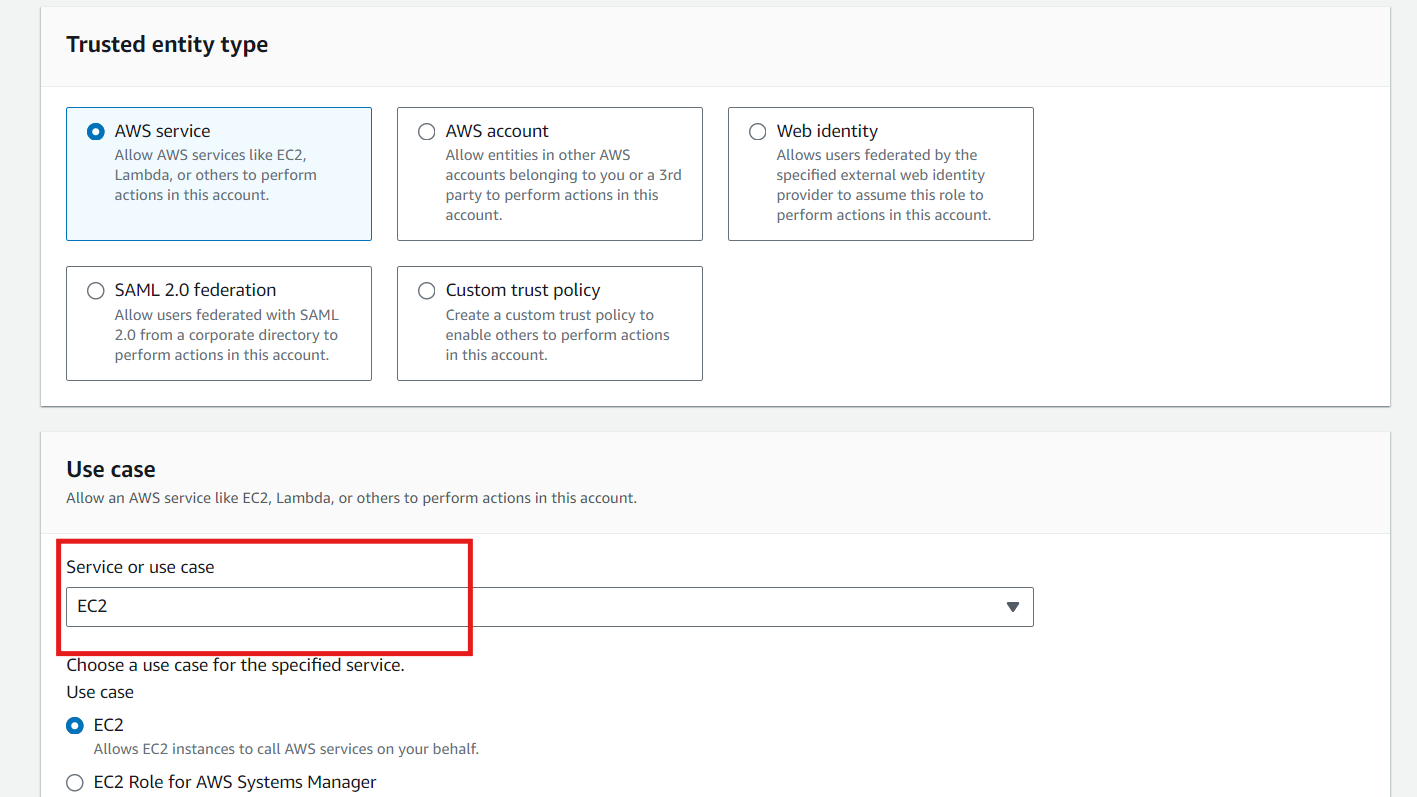 Trusted entity type
AWS service
Allow AWS services like EC2,
Lambda, or others to perform
actions in this account.
AWS account
Allow entities in other AWS
accounts belonging to you or a 3rd
party to perform actions in this
account.
Web identity
Allows users federated by the
specified external web identity
provider to assume this role to
perform actions in this account.
SAML 2.0 federation
Allow users federated with SAML
2.0 from a corporate directory to
perform actions in this account.
Custom trust policy
Create a custom trust policy to
enable others to perform actions
in this account.
Use case
Allow an AWS service like EC2, Lambda, or others to perform actions in this account.
Service or use case
EC2
Choose a use case for the specified service.
Use case
EC2
Allows EC2 instances to call AWS services on your behalf.
EC2 Role for AWS Systems Manager